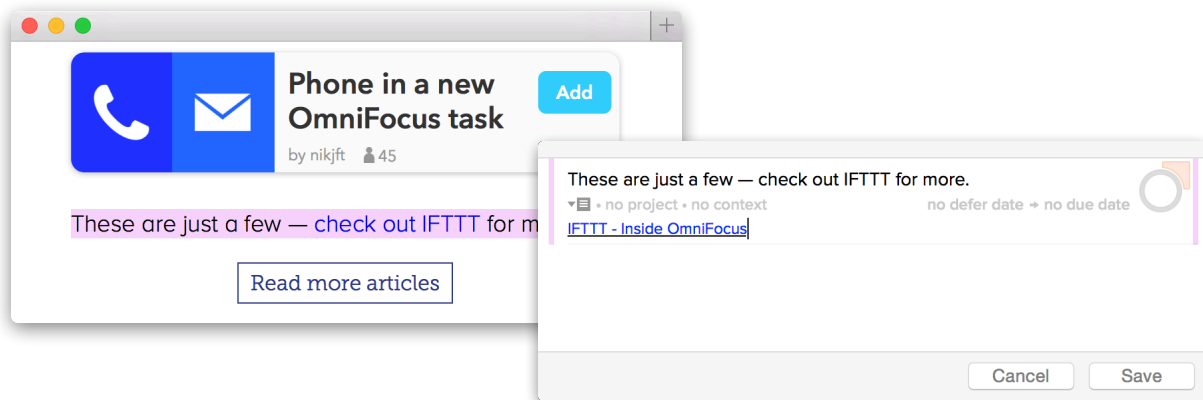 Phone in a new
OmniFocus task
by nikjft 45
Add
These are just a few — check out IFTTT for m
Read more articles
These are just a few — check out IFTTT for more.
• no project • no context
no defer date → no due date
IFTTT - Inside OmniFocus
Cancel
Save